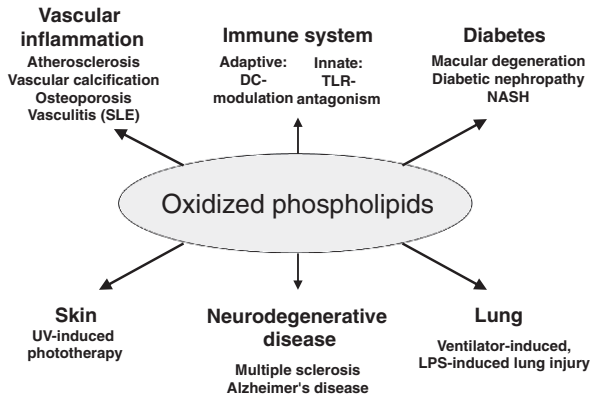 Vascular
inflammation
Atherosclerosis
Vascular calcification
Osteoporosis
Vasculitis (SLE)
Immune system
Adaptive:
DC-
modulation
Innate:
TLR-
antagonism
Diabetes
Macular degeneration
Diabetic nephropathy
NASH
Oxidized phospholipids
Skin
UV-induced
phototherapy
Neurodegenerative
disease
Multiple sclerosis
Alzheimer's disease
Lung
Ventilator-induced,
LPS-induced lung injury